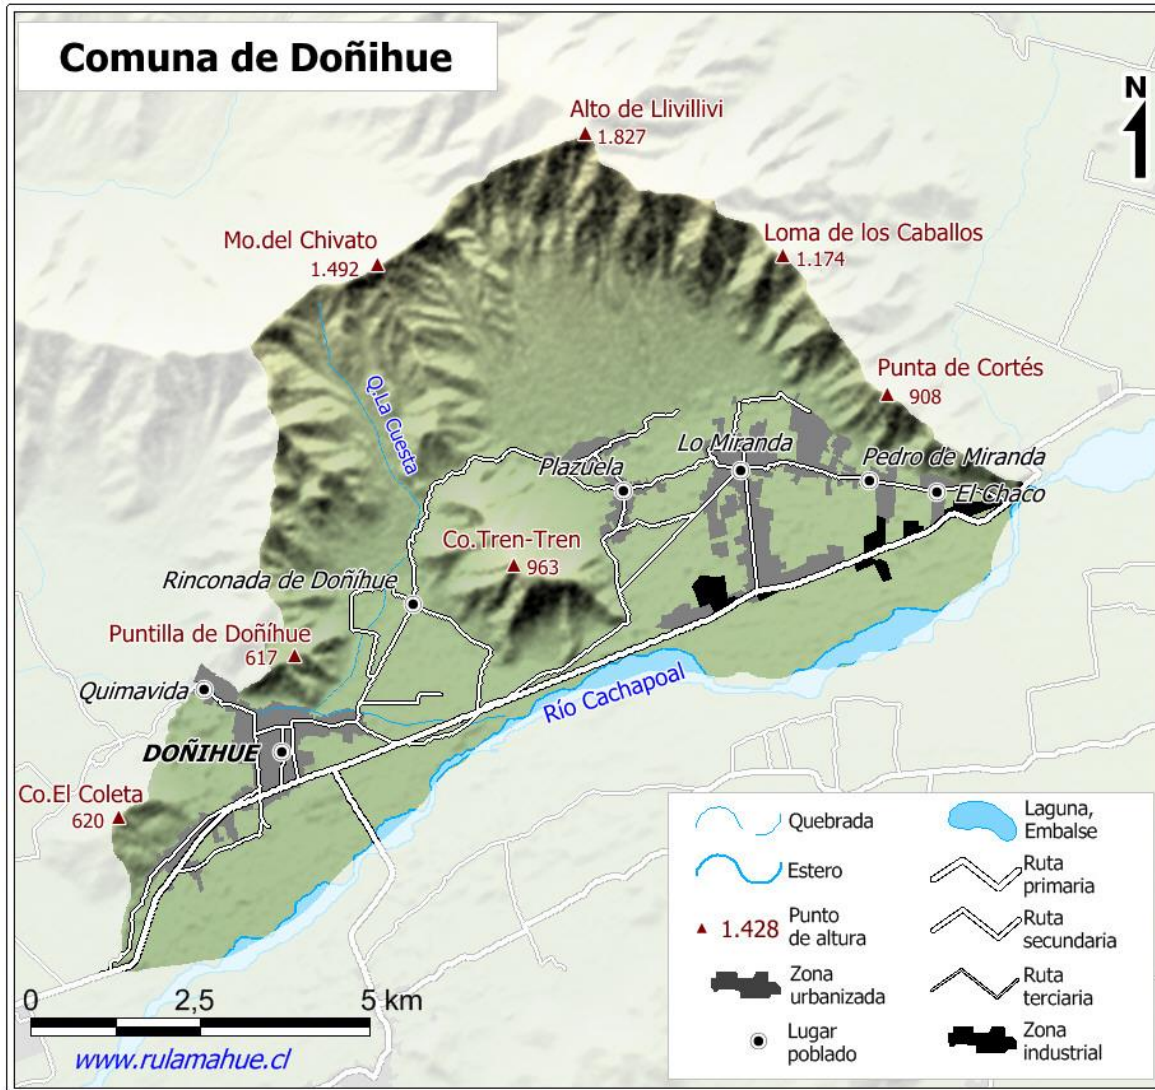 Comuna de Doñihue
N
Alto de Llivillivi
1.827
Mo.del Chivato
1.492
Loma de los Caballos
1.174
Punta de Cortés
908
Q.La Cuesta
Lo Miranda
Plazuela
Pedro de Miranda
El Chaco
Co.Tren-Tren
963
Rinconada de Doñíhue
Puntilla de Doñíhue
617
Quimavida
Río Cachapoal
DOÑIHUE
Co.El Coleta
620
Quebrada
Laguna,
Embalse
Estero
Ruta
primaria
1.428
Punto
de altura
Ruta
secundaria
Zona
urbanizada
Ruta
terciaria
Lugar
poblado
Zona
industrial
0 2,5 5 km
www.rulamahue.cl